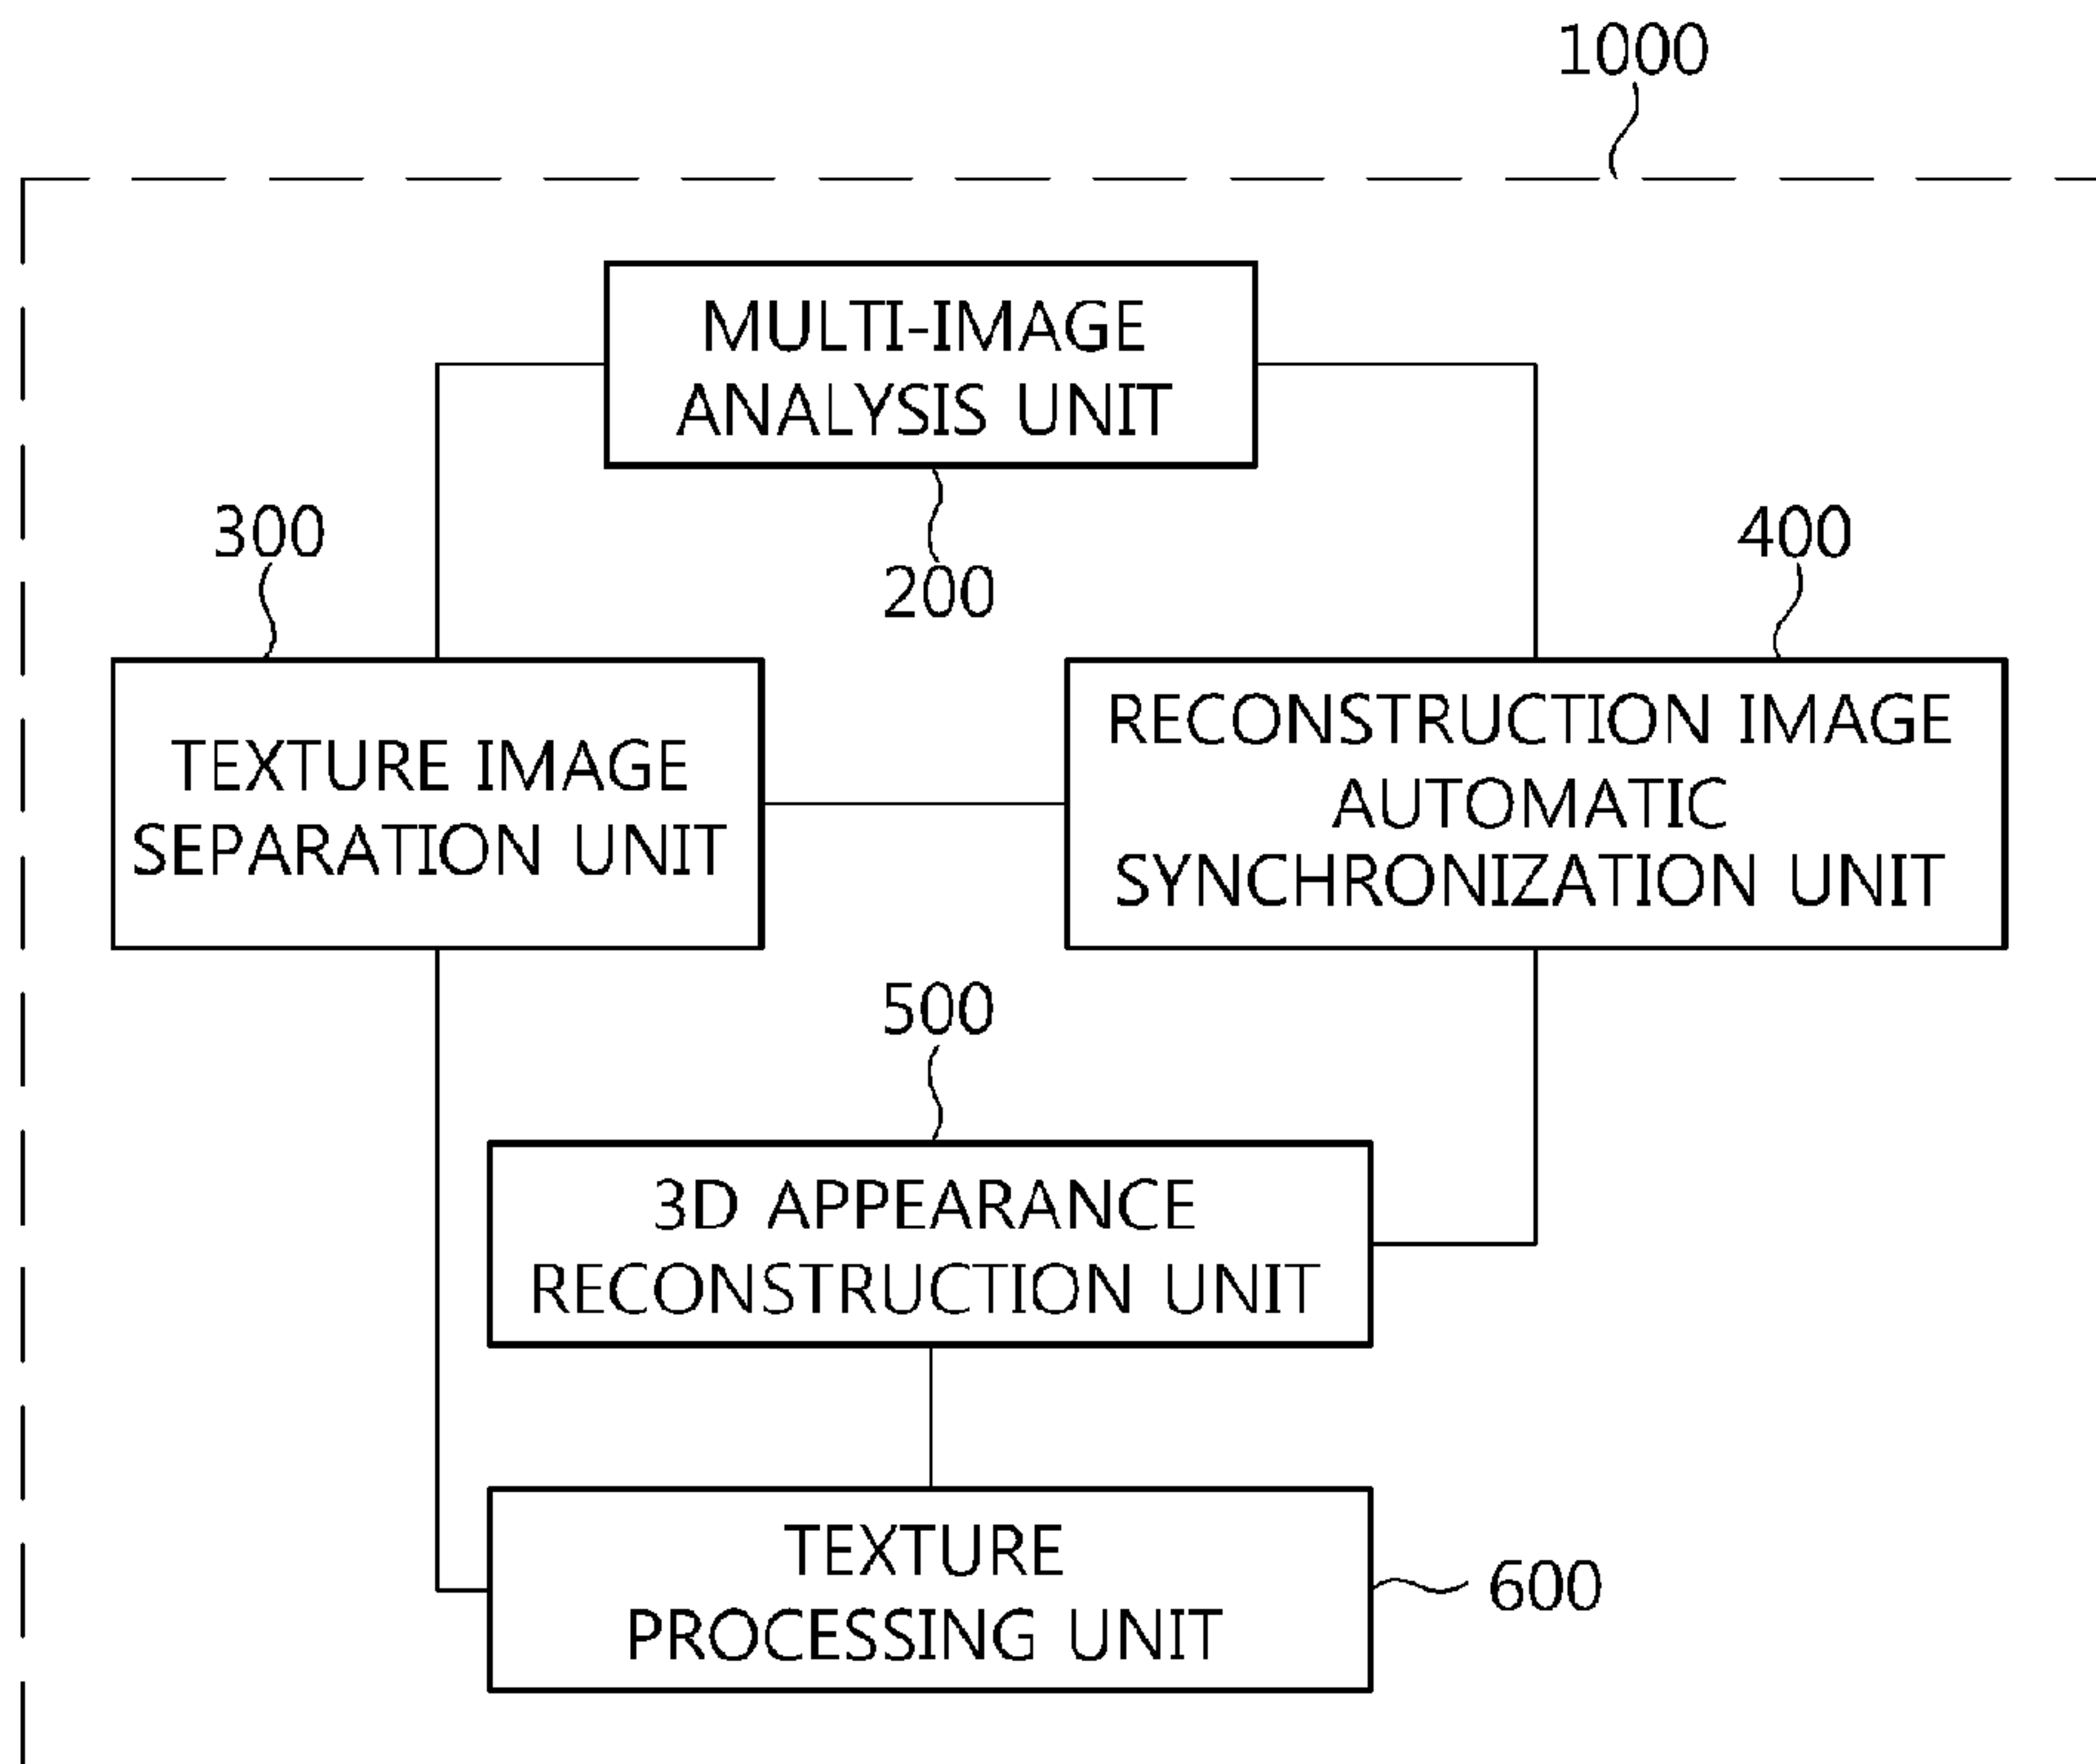 1000
MULTI-IMAGE
ANALYSIS UNIT
200
300
400
TEXTURE IMAGE
SEPARATION UNIT
RECONSTRUCTION IMAGE
AUTOMATIC
SYNCHRONIZATION UNIT
500
3D APPEARANCE
RECONSTRUCTION UNIT
TEXTURE
PROCESSING UNIT
600